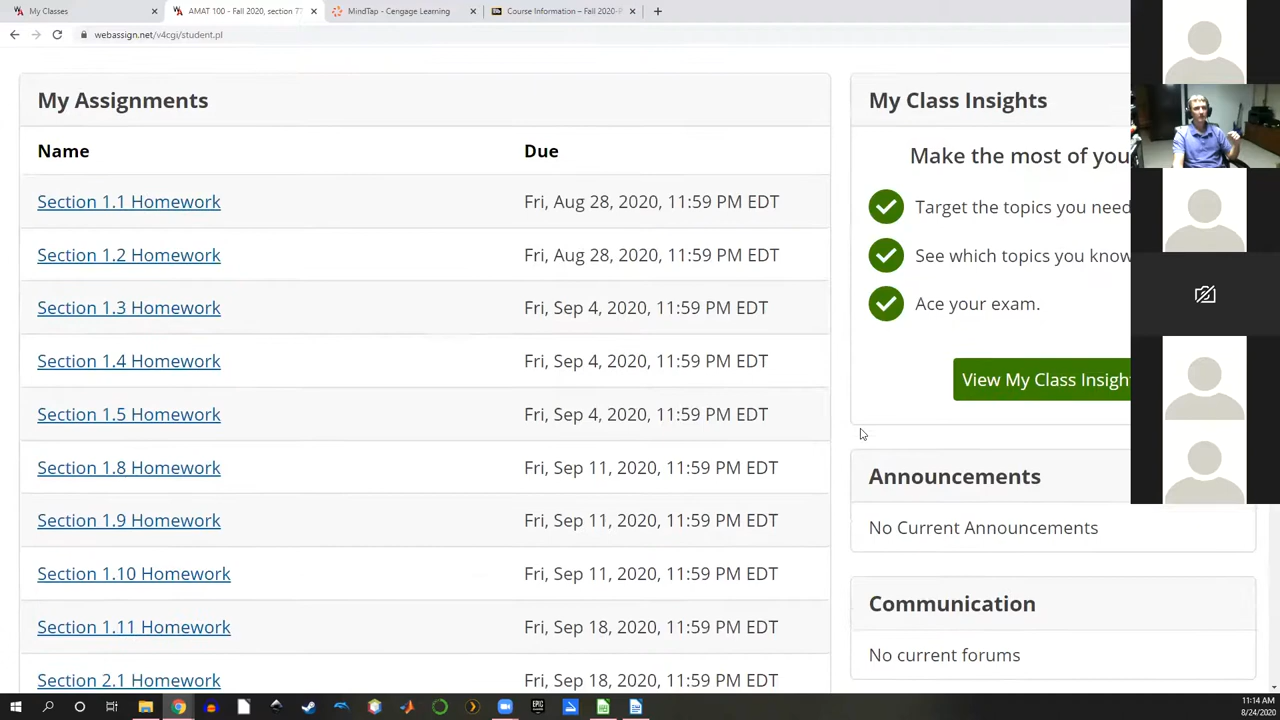 My Classes
AMAT 100 - Fall 2020, section 77
MindTap - Cengage Learning
Course Information – Fall 2020-P
webassign.net/v4cgi/student.pl
My Assignments
Name Due
Section 1.1 Homework Fri, Aug 28, 2020, 11:59 PM EDT
Section 1.2 Homework Fri, Aug 28, 2020, 11:59 PM EDT
Section 1.3 Homework Fri, Sep 4, 2020, 11:59 PM EDT
Section 1.4 Homework Fri, Sep 4, 2020, 11:59 PM EDT
Section 1.5 Homework Fri, Sep 4, 2020, 11:59 PM EDT
Section 1.8 Homework Fri, Sep 11, 2020, 11:59 PM EDT
Section 1.9 Homework Fri, Sep 11, 2020, 11:59 PM EDT
Section 1.10 Homework Fri, Sep 11, 2020, 11:59 PM EDT
Section 1.11 Homework Fri, Sep 18, 2020, 11:59 PM EDT
Section 2.1 Homework Fri, Sep 18, 2020, 11:59 PM EDT
My Class Insights
Make the most of you
Target the topics you need
See which topics you know
Ace your exam.
View My Class Insigh
Announcements
No Current Announcements
Communication
No current forums
EPIC
11:14 AM
8/24/2020